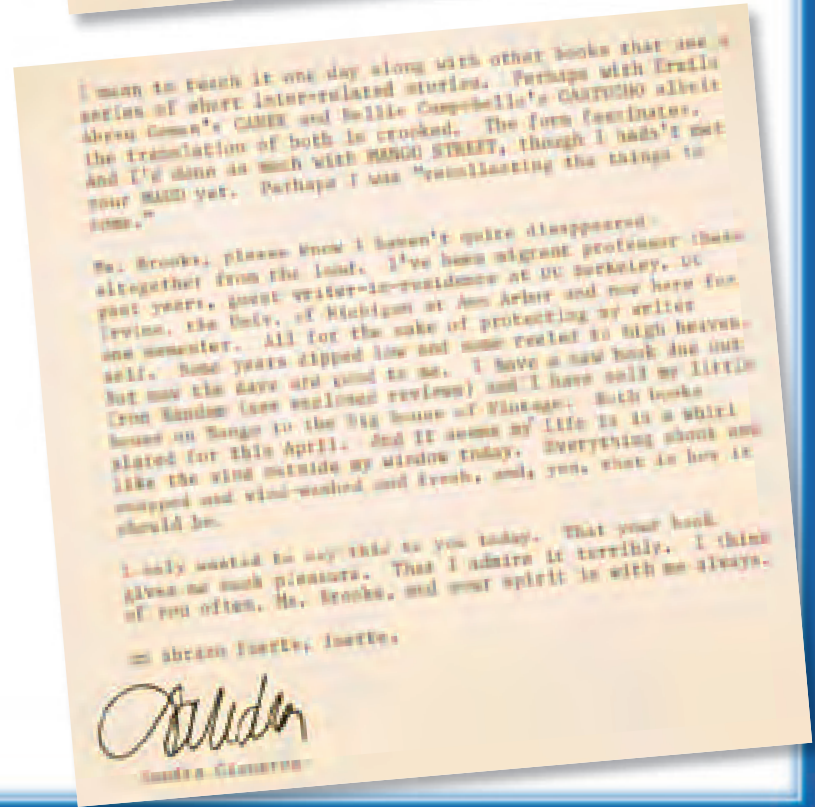 I mean to teach it one day along with other books that use a
series of short inter-related stories. Perhaps with Ermilo
Abreu Gomez's CANEK and Nellie Campobello's CARTUCHO albeit
the translation of both is crooked. The form fascinates.
And I'd done as much with MANGO STREET, though I hadn't met
your MAUD yet. Perhaps I was "recollecting the things to
come."
Ms. Brooks, please know I haven't quite disappeared
altogether from the land. I've been migrant professor these
past years, guest writer-in-residence at UC Berkeley, UC
Irvine, the Univ. of Michigan at Ann Arbor and now here for
one semester. All for the sake of protecting my writer
self. Some years dipped low and some reeled to high heaven.
But now the days are good to me. I have a new book due out
from Random (see enclosed reviews) and I have sold my little
house on Mango to the big house of Vintage. Both books
slated for this April. And it seems my life is in a whirl
like the wind outside my window today. Everything shook and
snapped and wind-washed and fresh, and, yes, that is how it
should be.
I only wanted to say this to you today. That your book
gives me much pleasure. That I admire it terribly. I think
of you often, Ms. Brooks, and your spirit is with me always.
un abrazo fuerte, fuerte,
Sandra
Sandra Cisneros